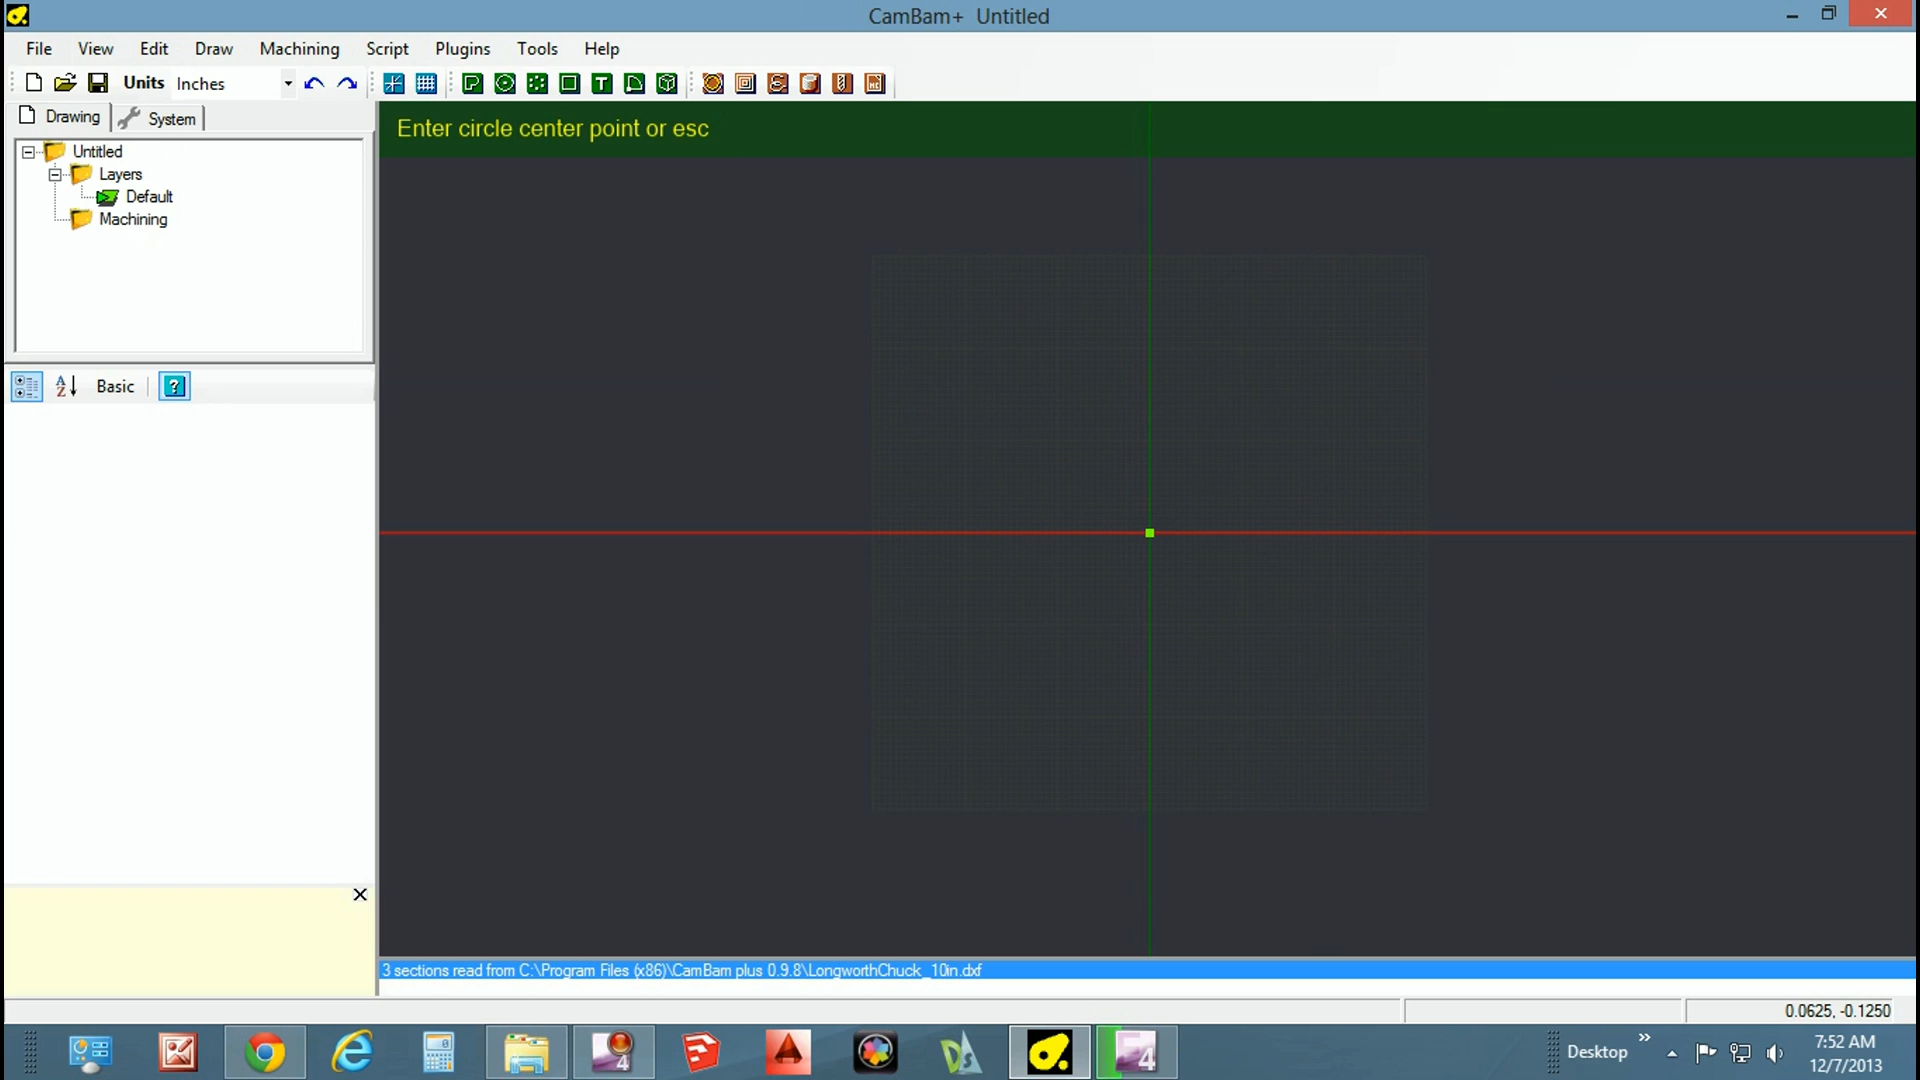 CamBam+ Untitled
File View Edit Draw Machining Script Plugins Tools Help
Units Inches
Drawing System
Enter circle center point or esc
Untitled
Layers
Default
Machining
Basic
3 sections read from C:\Program Files (x86)\CamBam plus 0.9.8\LongworthChuck_10in.dxf
0.0625, -0.1250
Desktop
7:52 AM
12/7/2013